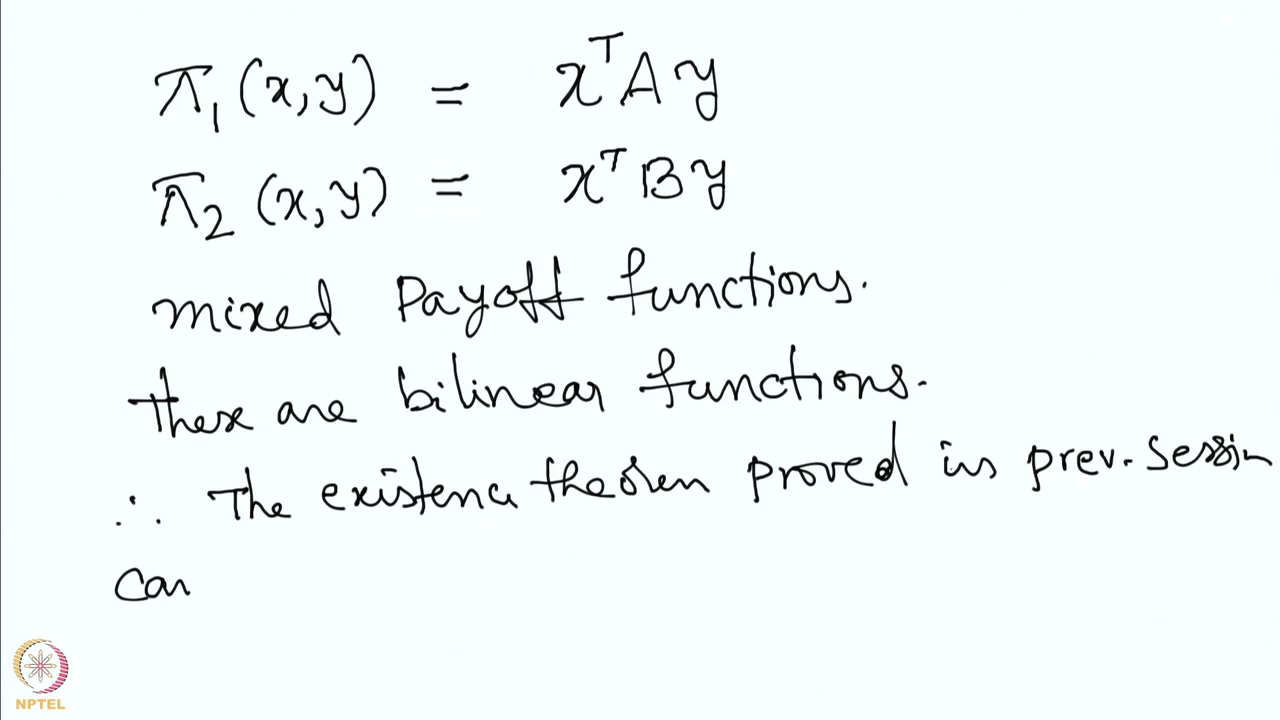 π₁(x,y) = xᵀAy
π₂(x,y) = xᵀBy
mixed Payoff functions.
these are bilinear functions.
∴ The existence theorem proved in prev. session
can
NPTEL